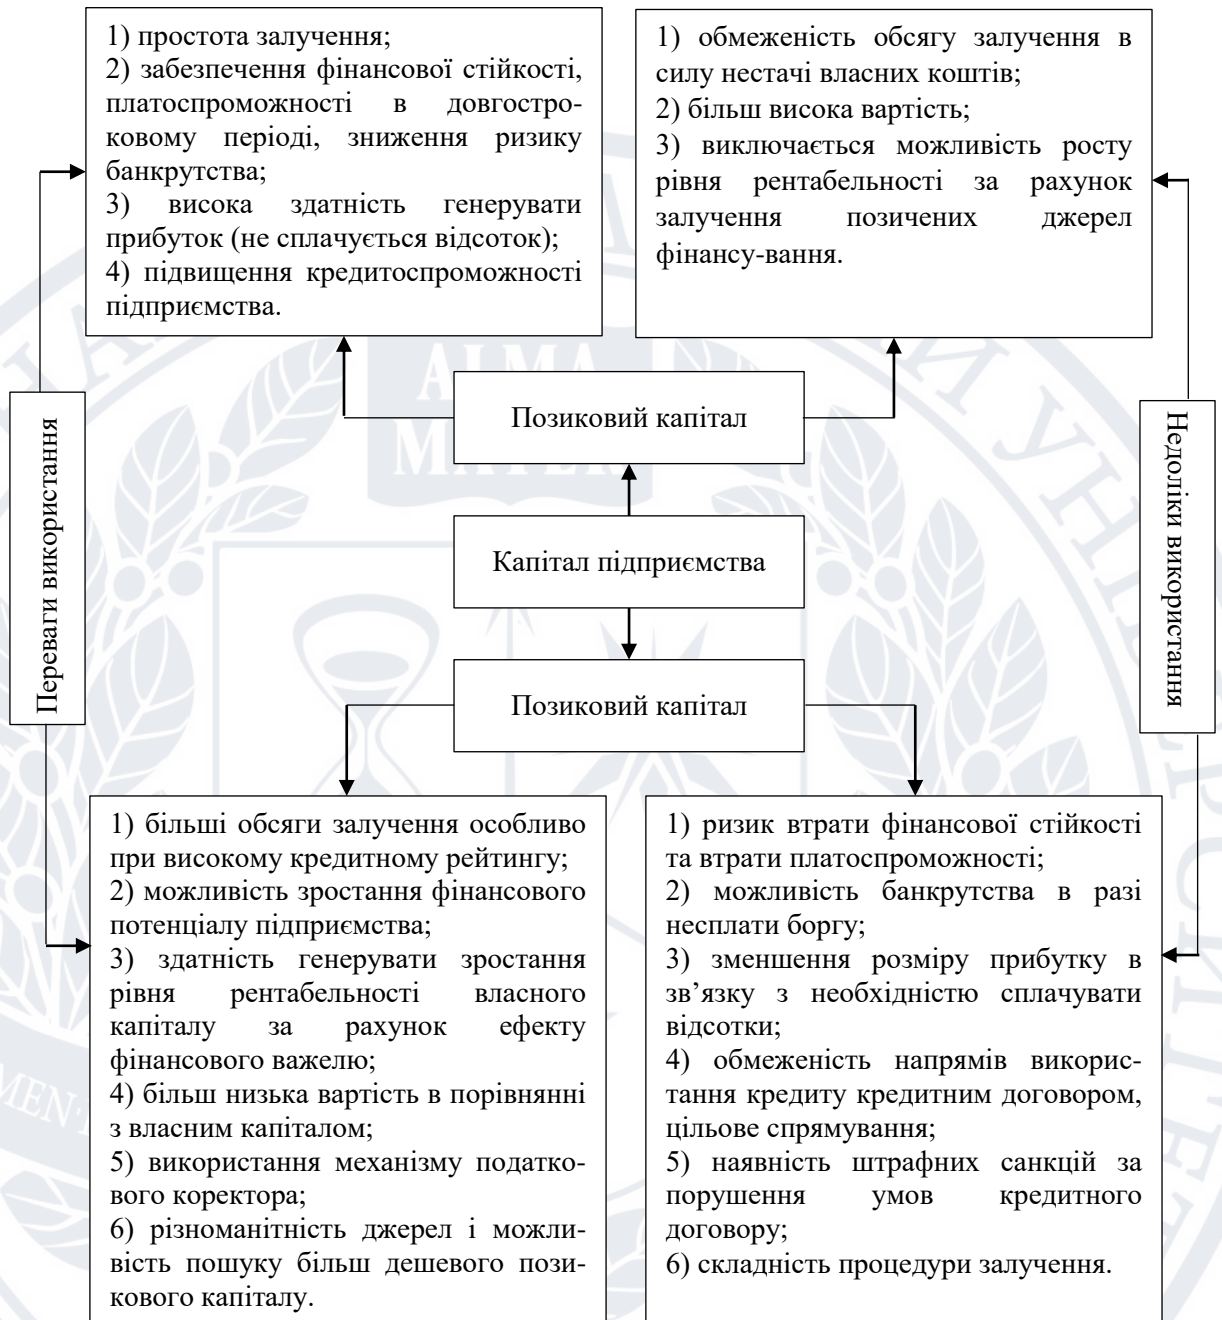 1) простота залучення;
2) забезпечення фінансової стійкості,
платоспроможності в довгостро-
ковому періоді, зниження ризику
банкрутства;
3) висока здатність генерувати
прибуток (не сплачується відсоток);
4) підвищення кредитоспроможності
підприємства.
1) обмеженість обсягу залучення в
силу нестачі власних коштів;
2) більш висока вартість;
3) виключається можливість росту
рівня рентабельності за рахунок
залучення позичених джерел
фінансу-вання.
Позиковий капітал
Капітал підприємства
Позиковий капітал
Переваги використання
Недоліки використання
1) більші обсяги залучення особливо
при високому кредитному рейтингу;
2) можливість зростання фінансового
потенціалу підприємства;
3) здатність генерувати зростання
рівня рентабельності власного
капіталу за рахунок ефекту
фінансового важелю;
4) більш низька вартість в порівнянні
з власним капіталом;
5) використання механізму податко-
вого коректора;
6) різноманітність джерел і можли-
вість пошуку більш дешевого пози-
кового капіталу.
1) ризик втрати фінансової стійкості
та втрати платоспроможності;
2) можливість банкрутства в разі
несплати боргу;
3) зменшення розміру прибутку в
зв’язку з необхідністю сплачувати
відсотки;
4) обмеженість напрямів викорис-
тання кредиту кредитним договором,
цільове спрямування;
5) наявність штрафних санкцій за
порушення умов кредитного
договору;
6) складність процедури залучення.
ALMA
MATER